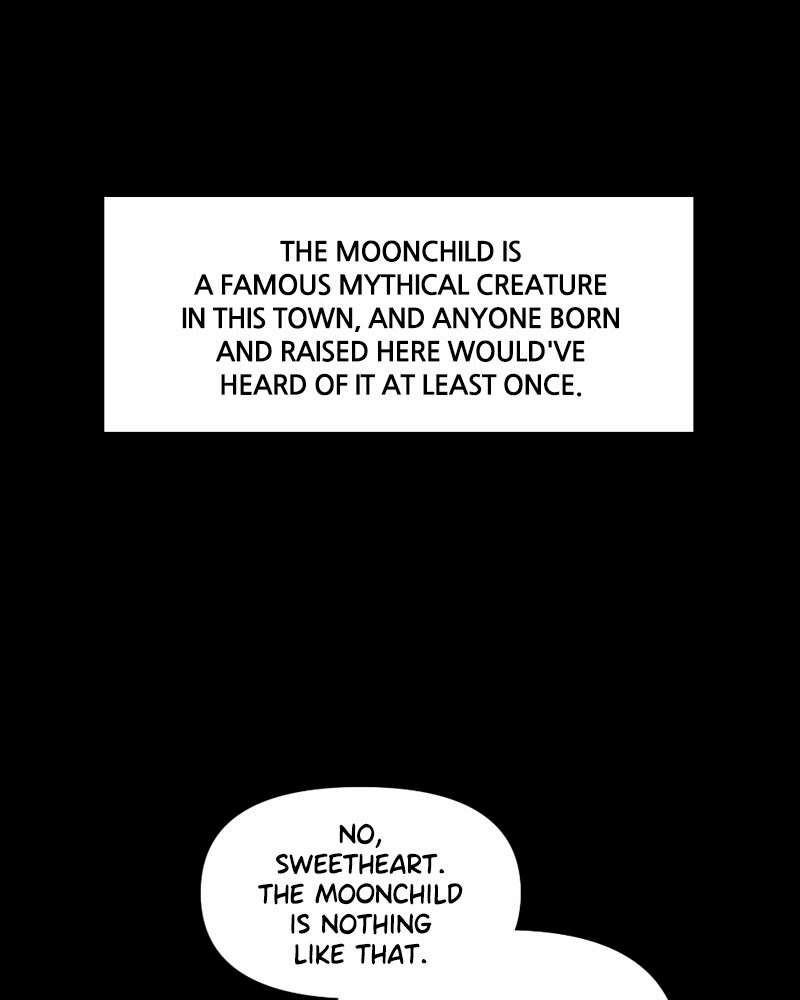 THE MOONCHILD IS
A FAMOUS MYTHICAL CREATURE
IN THIS TOWN, AND ANYONE BORN
AND RAISED HERE WOULD'VE
HEARD OF IT AT LEAST ONCE.
NO,
SWEETHEART.
THE MOONCHILD
IS NOTHING
LIKE THAT.